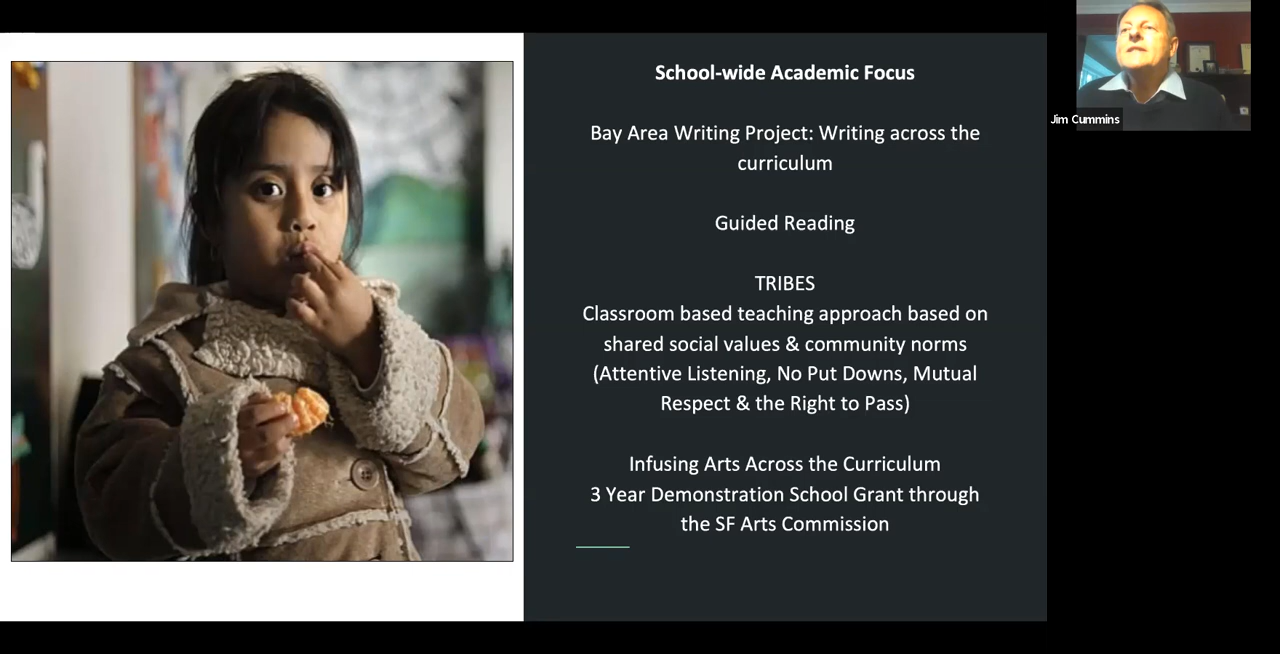 School-wide Academic Focus
Bay Area Writing Project: Writing across the
curriculum
Guided Reading
TRIBES
Classroom based teaching approach based on
shared social values & community norms
(Attentive Listening, No Put Downs, Mutual
Respect & the Right to Pass)
Infusing Arts Across the Curriculum
3 Year Demonstration School Grant through
the SF Arts Commission
Jim Cummins